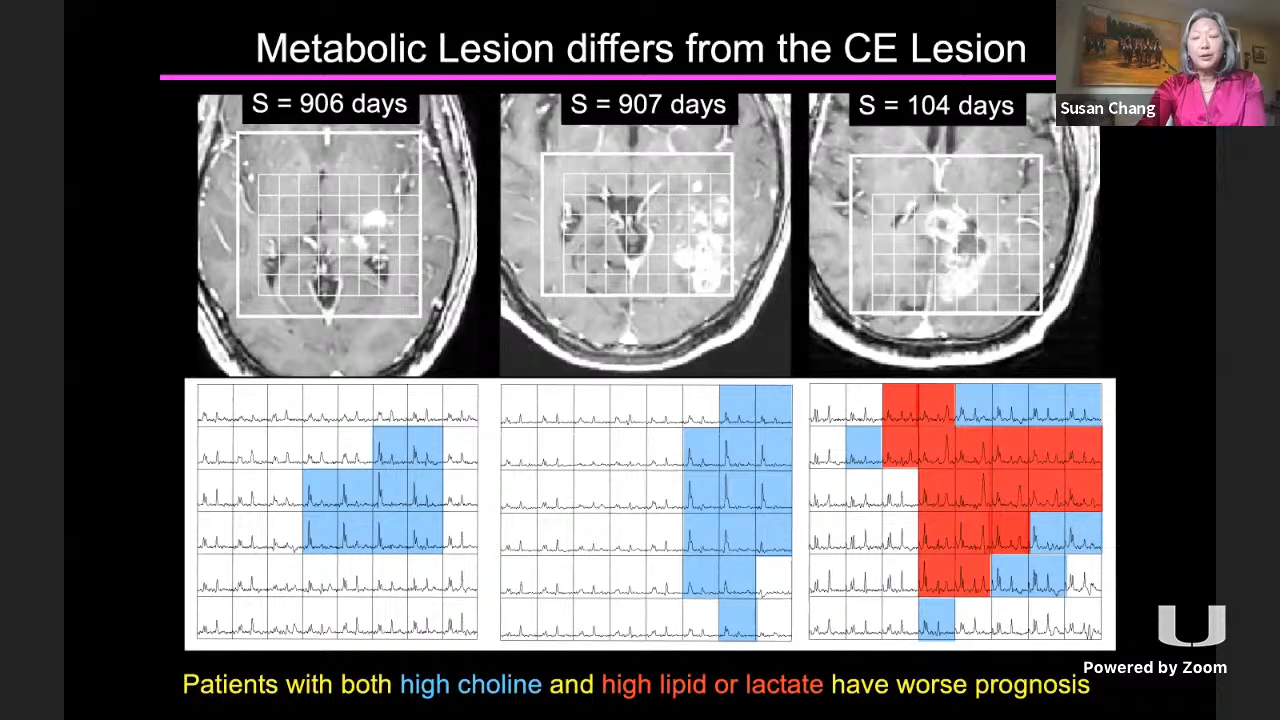 Metabolic Lesion differs from the CE Lesion
Susan Chang
S = 906 days
S = 907 days
S = 104 days
Patients with both high choline and high lipid or lactate have worse prognosis
U
Powered by Zoom